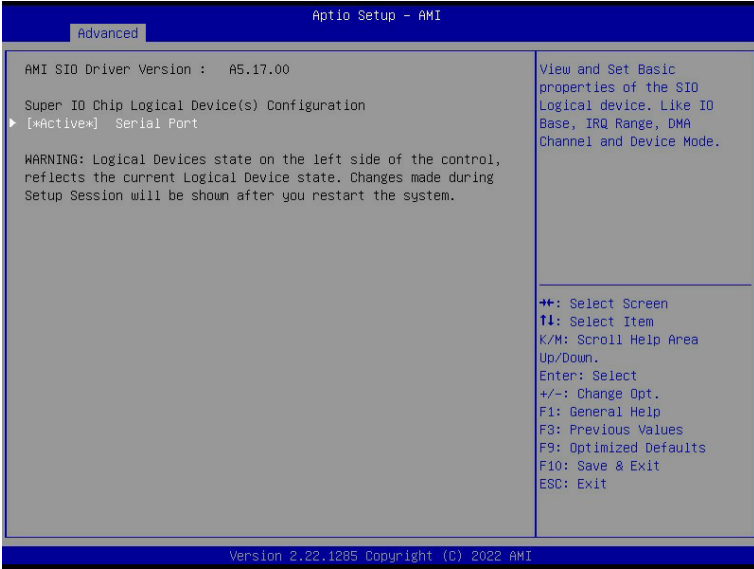 Aptio Setup – AMI
Advanced
AMI SIO Driver Version : A5.17.00
Super IO Chip Logical Device(s) Configuration
[*Active*] Serial Port
WARNING: Logical Devices state on the left side of the control,
reflects the current Logical Device state. Changes made during
Setup Session will be shown after you restart the system.
View and Set Basic
properties of the SIO
Logical device. Like IO
Base, IRQ Range, DMA
Channel and Device Mode.
→←: Select Screen
↑↓: Select Item
K/M: Scroll Help Area
Up/Down.
Enter: Select
+/-: Change Opt.
F1: General Help
F3: Previous Values
F9: Optimized Defaults
F10: Save & Exit
ESC: Exit
Version 2.22.1285 Copyright (C) 2022 AMI